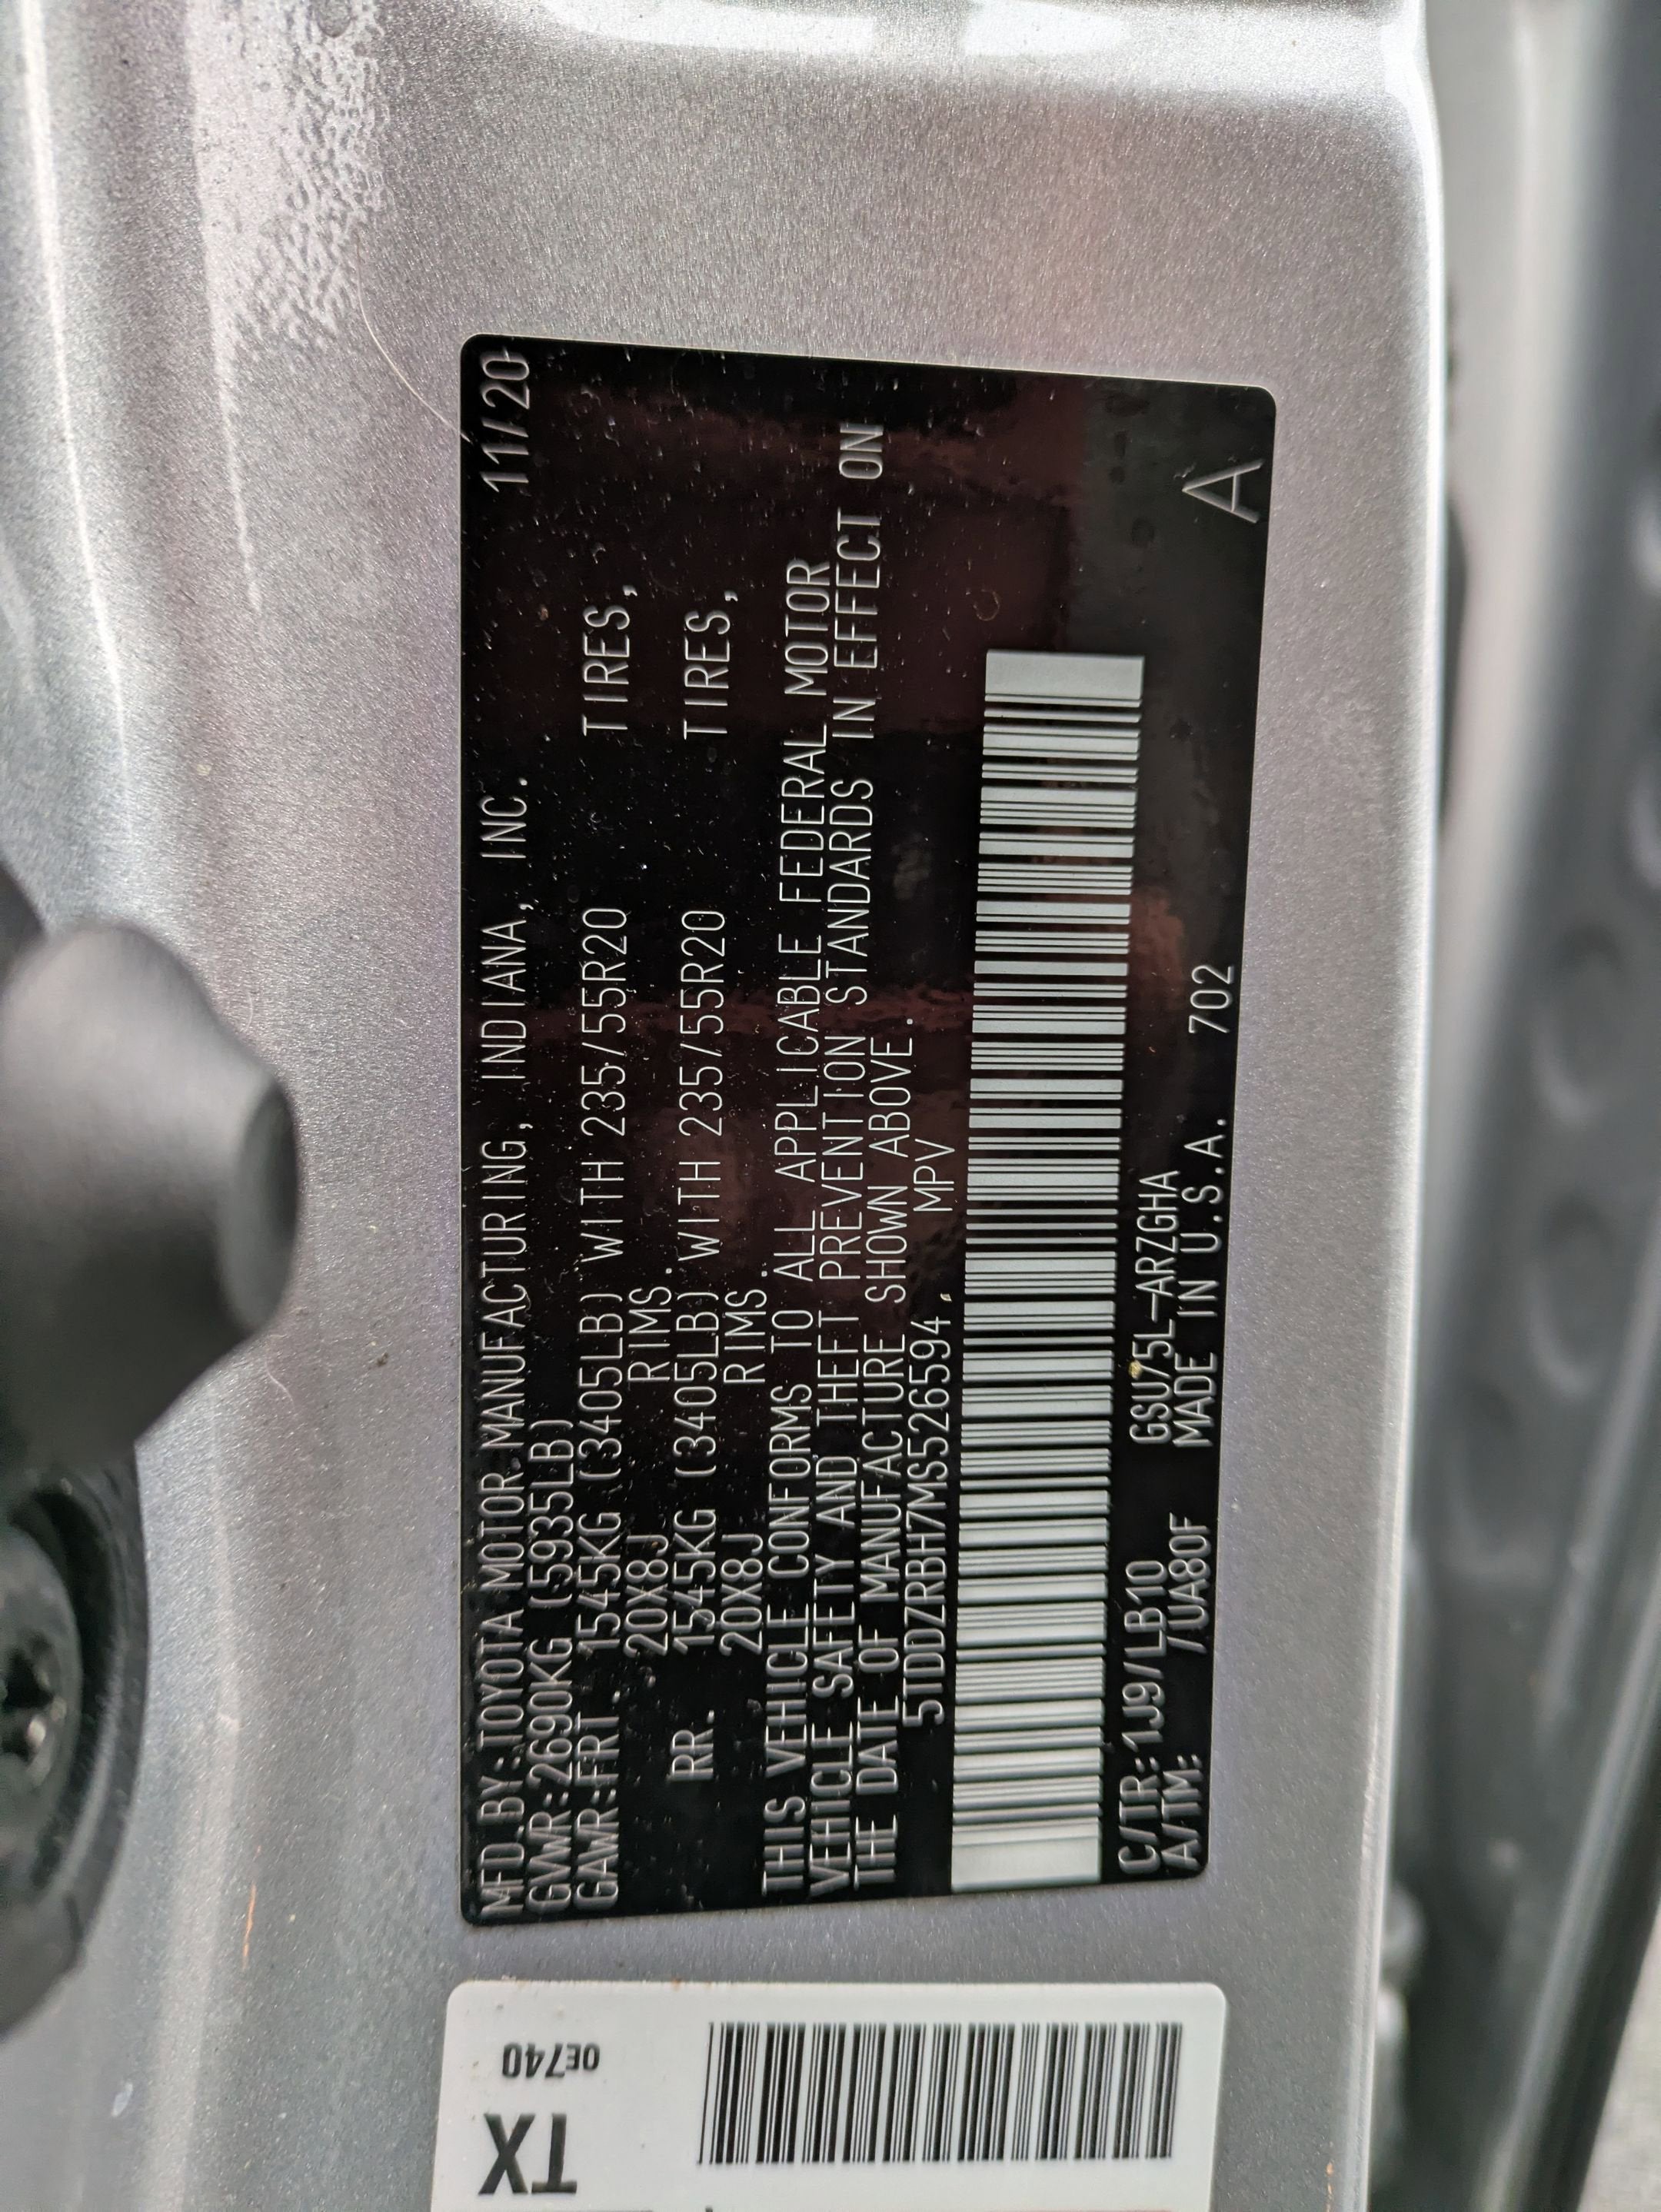 MFD.BY:TOYOTA MOTOR MANUFACTURING, INDIANA, INC. 11/20
GVWR:2690KG (5935LB)
GAWR:FRT. 1545KG (3405LB) WITH 235/55R20 TIRES,
20X8J RIMS.
RR. 1545KG (3405LB) WITH 235/55R20 TIRES,
20X8J RIMS.
THIS VEHICLE CONFORMS TO ALL APPLICABLE FEDERAL MOTOR
VEHICLE SAFETY AND THEFT PREVENTION STANDARDS IN EFFECT ON
THE DATE OF MANUFACTURE SHOWN ABOVE.
5TDDZRBH7MS526594 MPV
C/TR:1J9/LB10 GSU75L-ARZGHA
A/TM: /UA80F MADE IN U.S.A. 702 A
0E740
TX